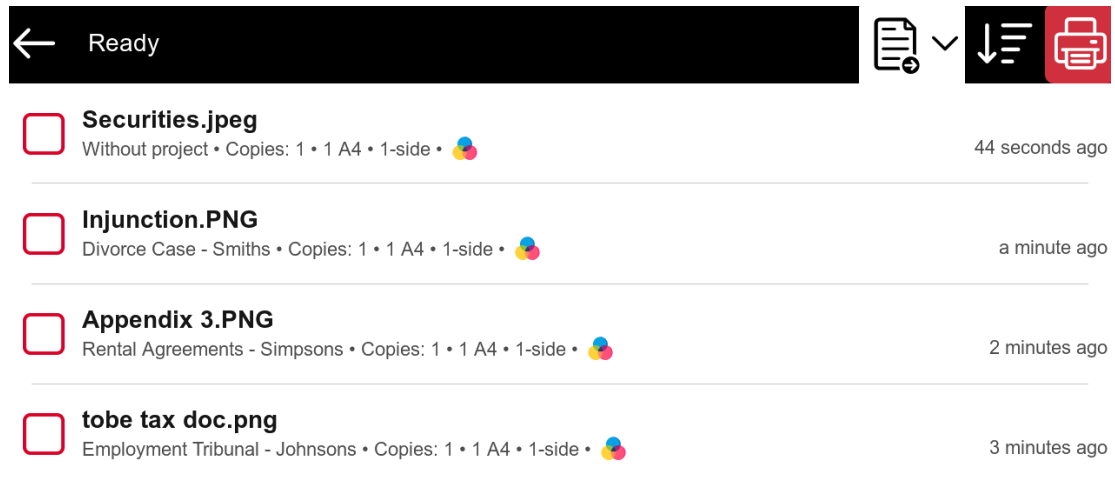 Ready
Securities.jpeg
Without project • Copies: 1 • 1 A4 • 1-side •
44 seconds ago
Injunction.PNG
Divorce Case - Smiths • Copies: 1 • 1 A4 • 1-side •
a minute ago
Appendix 3.PNG
Rental Agreements - Simpsons • Copies: 1 • 1 A4 • 1-side •
2 minutes ago
tobe tax doc.png
Employment Tribunal - Johnsons • Copies: 1 • 1 A4 • 1-side •
3 minutes ago